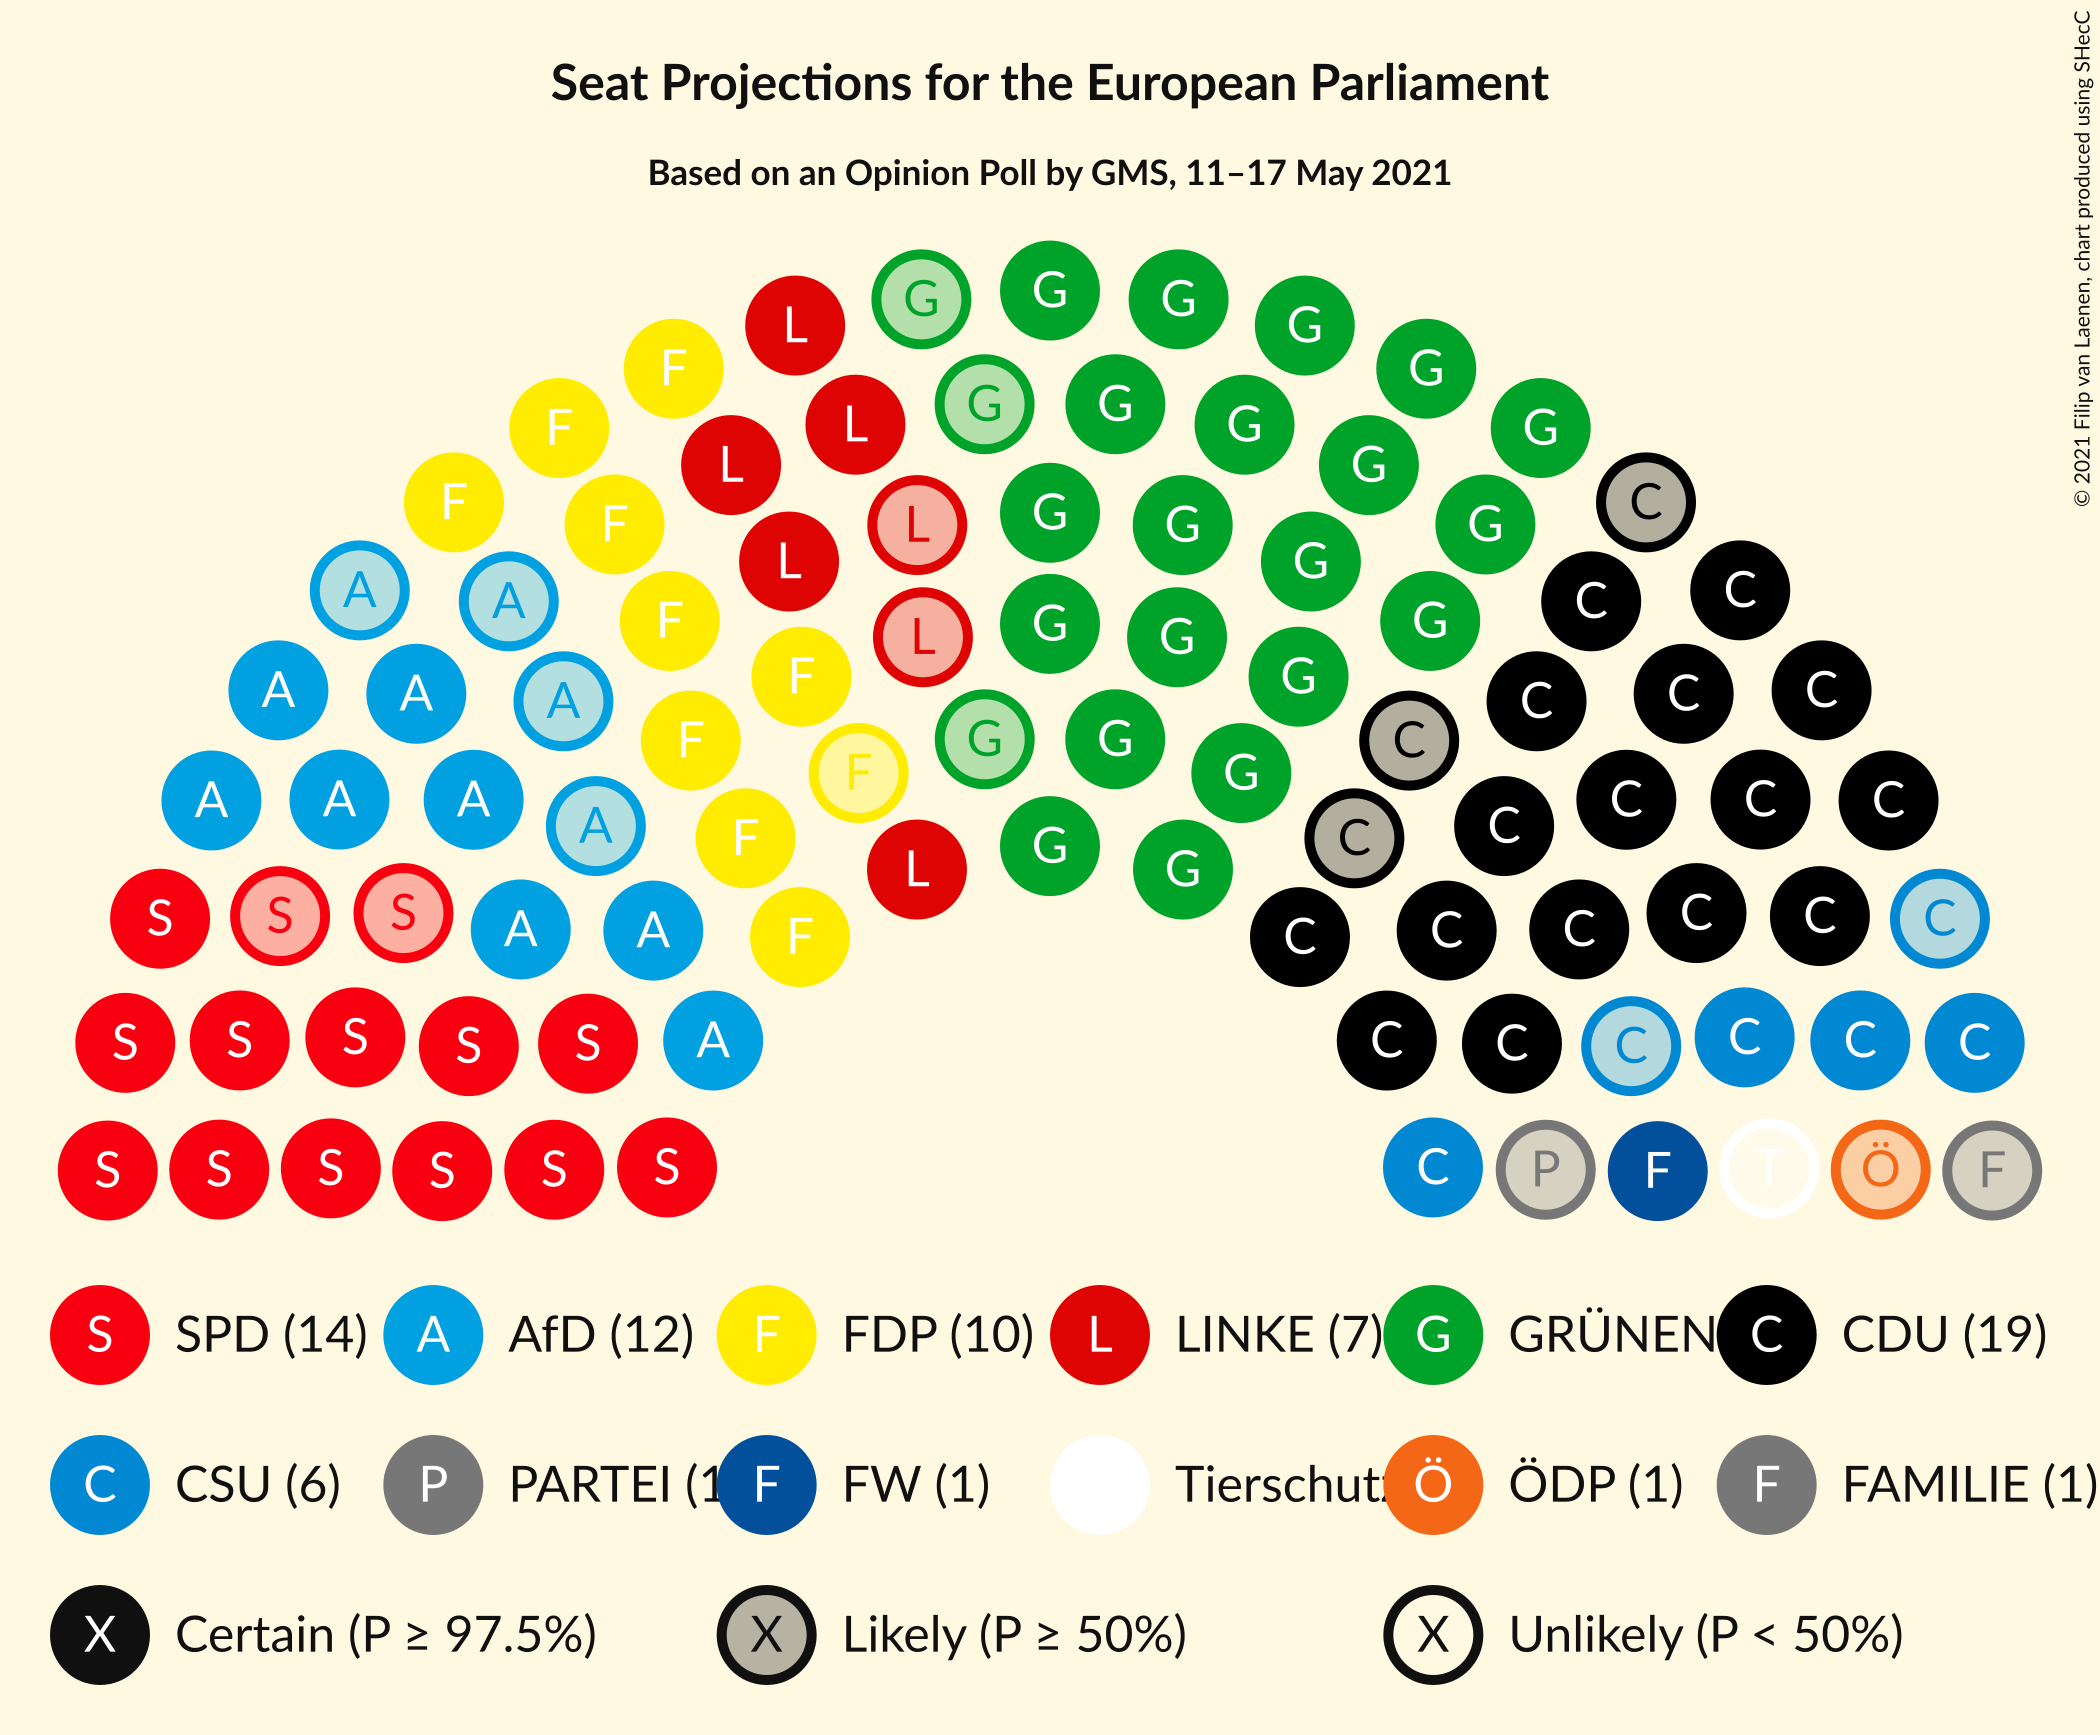 Seat Projections for the European Parliament
Based on an Opinion Poll by GMS, 11–17 May 2021
© 2021 Filip van Laenen, chart produced using SHecC
L G G G G
F G
F L G G G G
L G
F F L G G G C
L G
A A C C
F L G G G
A A A F G C C C
F G G C
F G
A A A C C C
A F C C
L G G
S S S A A F C C C C C C
S S S S S A C C C C C C
S S S S S S C P F T Ö F
S SPD (14) A AfD (12) F FDP (10) L LINKE (7) G GRÜNEN C CDU (19)
C CSU (6) P PARTEI (1 F FW (1) Tierschutz Ö ÖDP (1) F FAMILIE (1)
X Certain (P ≥ 97.5%) X Likely (P ≥ 50%) X Unlikely (P < 50%)